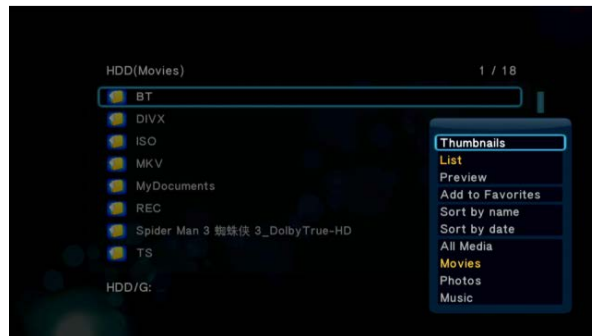 HDD(Movies) 1 / 18
BT
DIVX
ISO
MKV
MyDocuments
REC
Spider Man 3 蜘蛛侠 3_DolbyTrue-HD
TS
HDD/G:
Thumbnails
List
Preview
Add to Favorites
Sort by name
Sort by date
All Media
Movies
Photos
Music